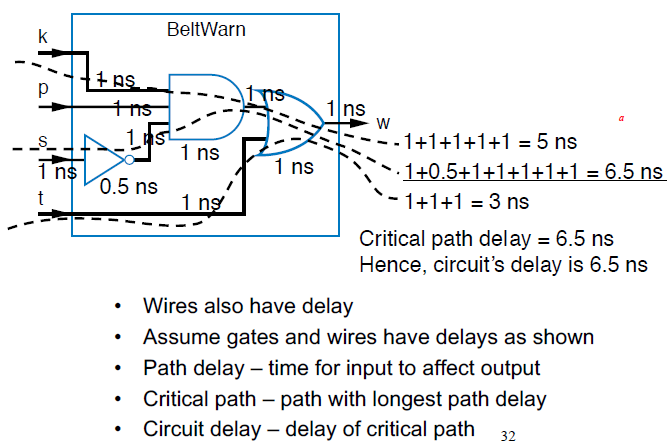 BeltWarn
k
1 ns
p
1 ns
1 ns
1 ns
w
a
s
1 ns
1 ns
1 ns
1 ns
0.5 ns
t
1 ns
1+1+1+1+1 = 5 ns
1+0.5+1+1+1+1+1 = 6.5 ns
1+1+1 = 3 ns
Critical path delay = 6.5 ns
Hence, circuit's delay is 6.5 ns
• Wires also have delay
• Assume gates and wires have delays as shown
• Path delay – time for input to affect output
• Critical path – path with longest path delay
• Circuit delay – delay of critical path
32